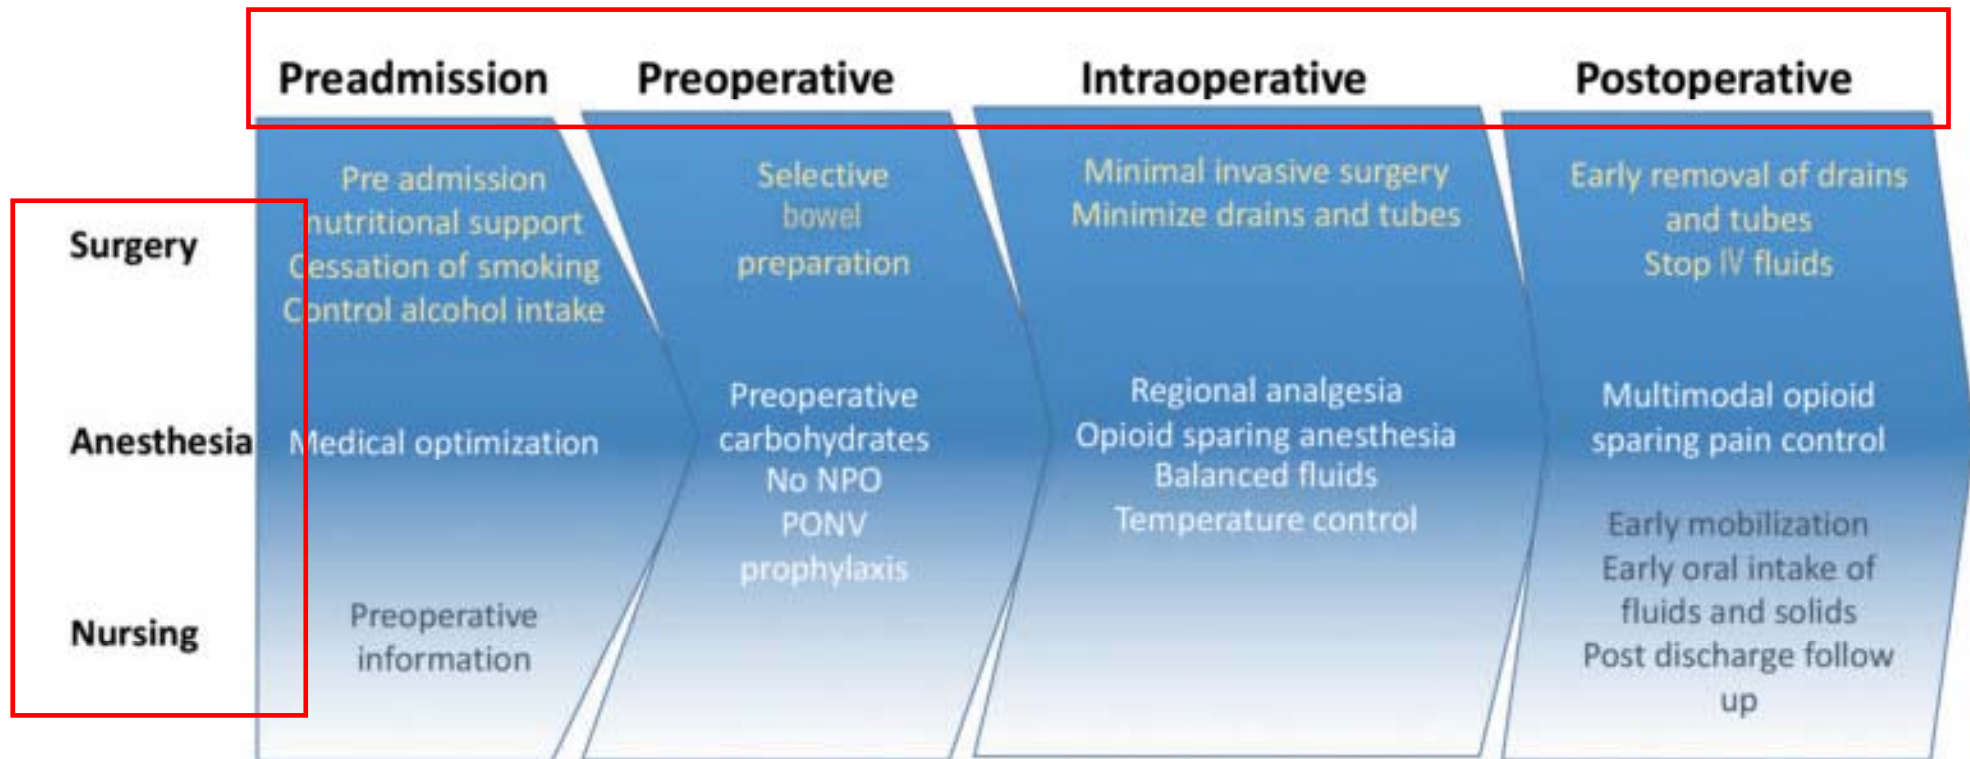 Preadmission
Preoperative
Intraoperative
Postoperative
Surgery
Pre admission
nutritional support
Cessation of smoking
Control alcohol intake
Selective
bowel
preparation
Minimal invasive surgery
Minimize drains and tubes
Early removal of drains
and tubes
Stop IV fluids
Anesthesia
Medical optimization
Preoperative
carbohydrates
No NPO
PONV
prophylaxis
Regional analgesia
Opioid sparing anesthesia
Balanced fluids
Temperature control
Multimodal opioid
sparing pain control
Nursing
Preoperative
information
Early mobilization
Early oral intake of
fluids and solids
Post discharge follow
up